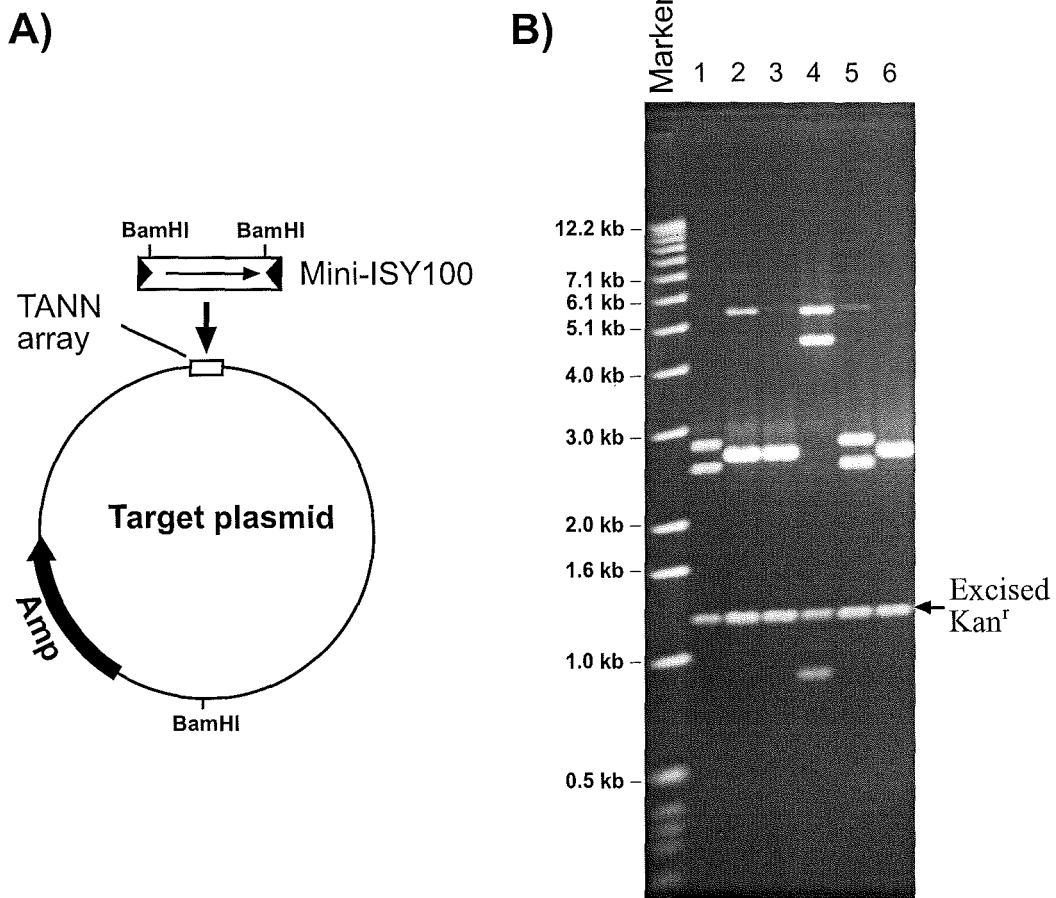 A)
BamHI BamHI
Mini-ISY100
TANN
array
Target plasmid
Amp
BamHI
B)
Marker
1 2 3 4 5 6
12.2 kb
7.1 kb
6.1 kb
5.1 kb
4.0 kb
3.0 kb
2.0 kb
1.6 kb
1.0 kb
0.5 kb
Excised
Kanr